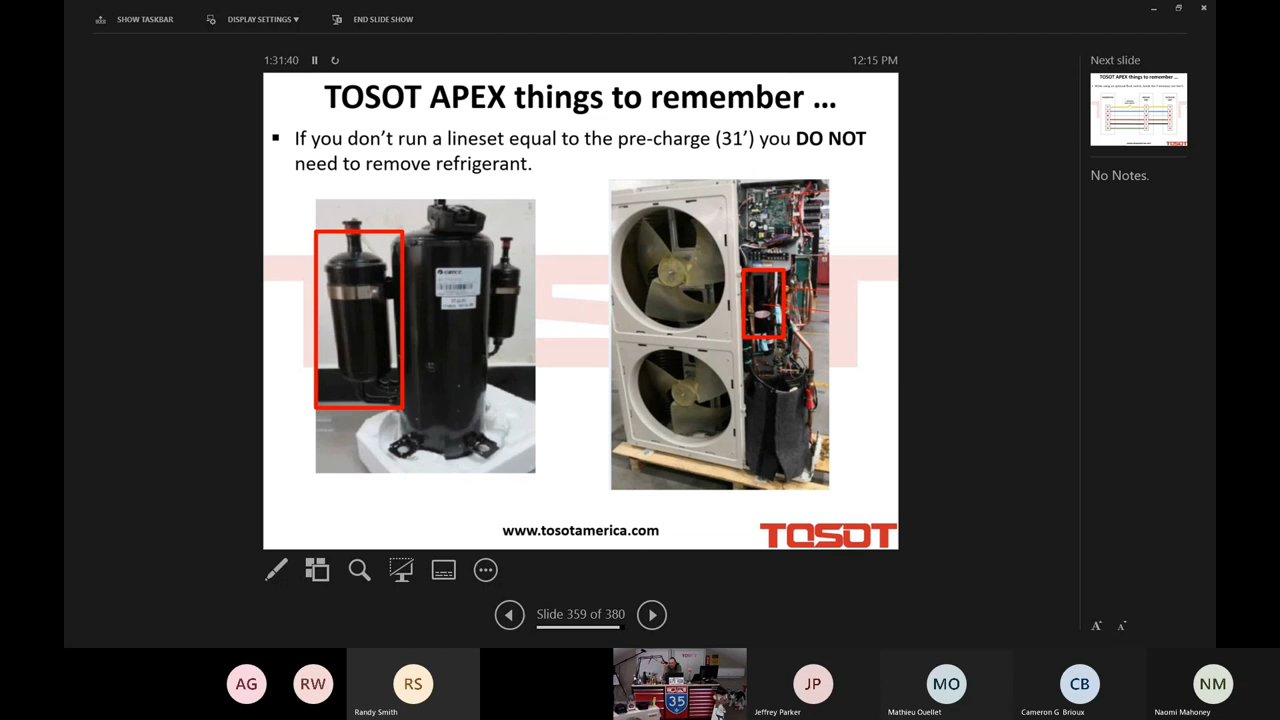 SHOW TASKBAR
DISPLAY SETTINGS ▼
END SLIDE SHOW
1:31:40
12:15 PM
TOSOT APEX things to remember …
▪ If you don't run a lineset equal to the pre-charge (31') you DO NOT
need to remove refrigerant.
www.tosotamerica.com
TOSOT
Slide 359 of 380
Next slide
TOSOT APEX things to remember …
TOSOT
No Notes.
A A
AG
RW
RS
Randy Smith
35
JP
Jeffrey Parker
MO
Mathieu Ouellet
CB
Cameron G Brioux
NM
Naomi Mahoney